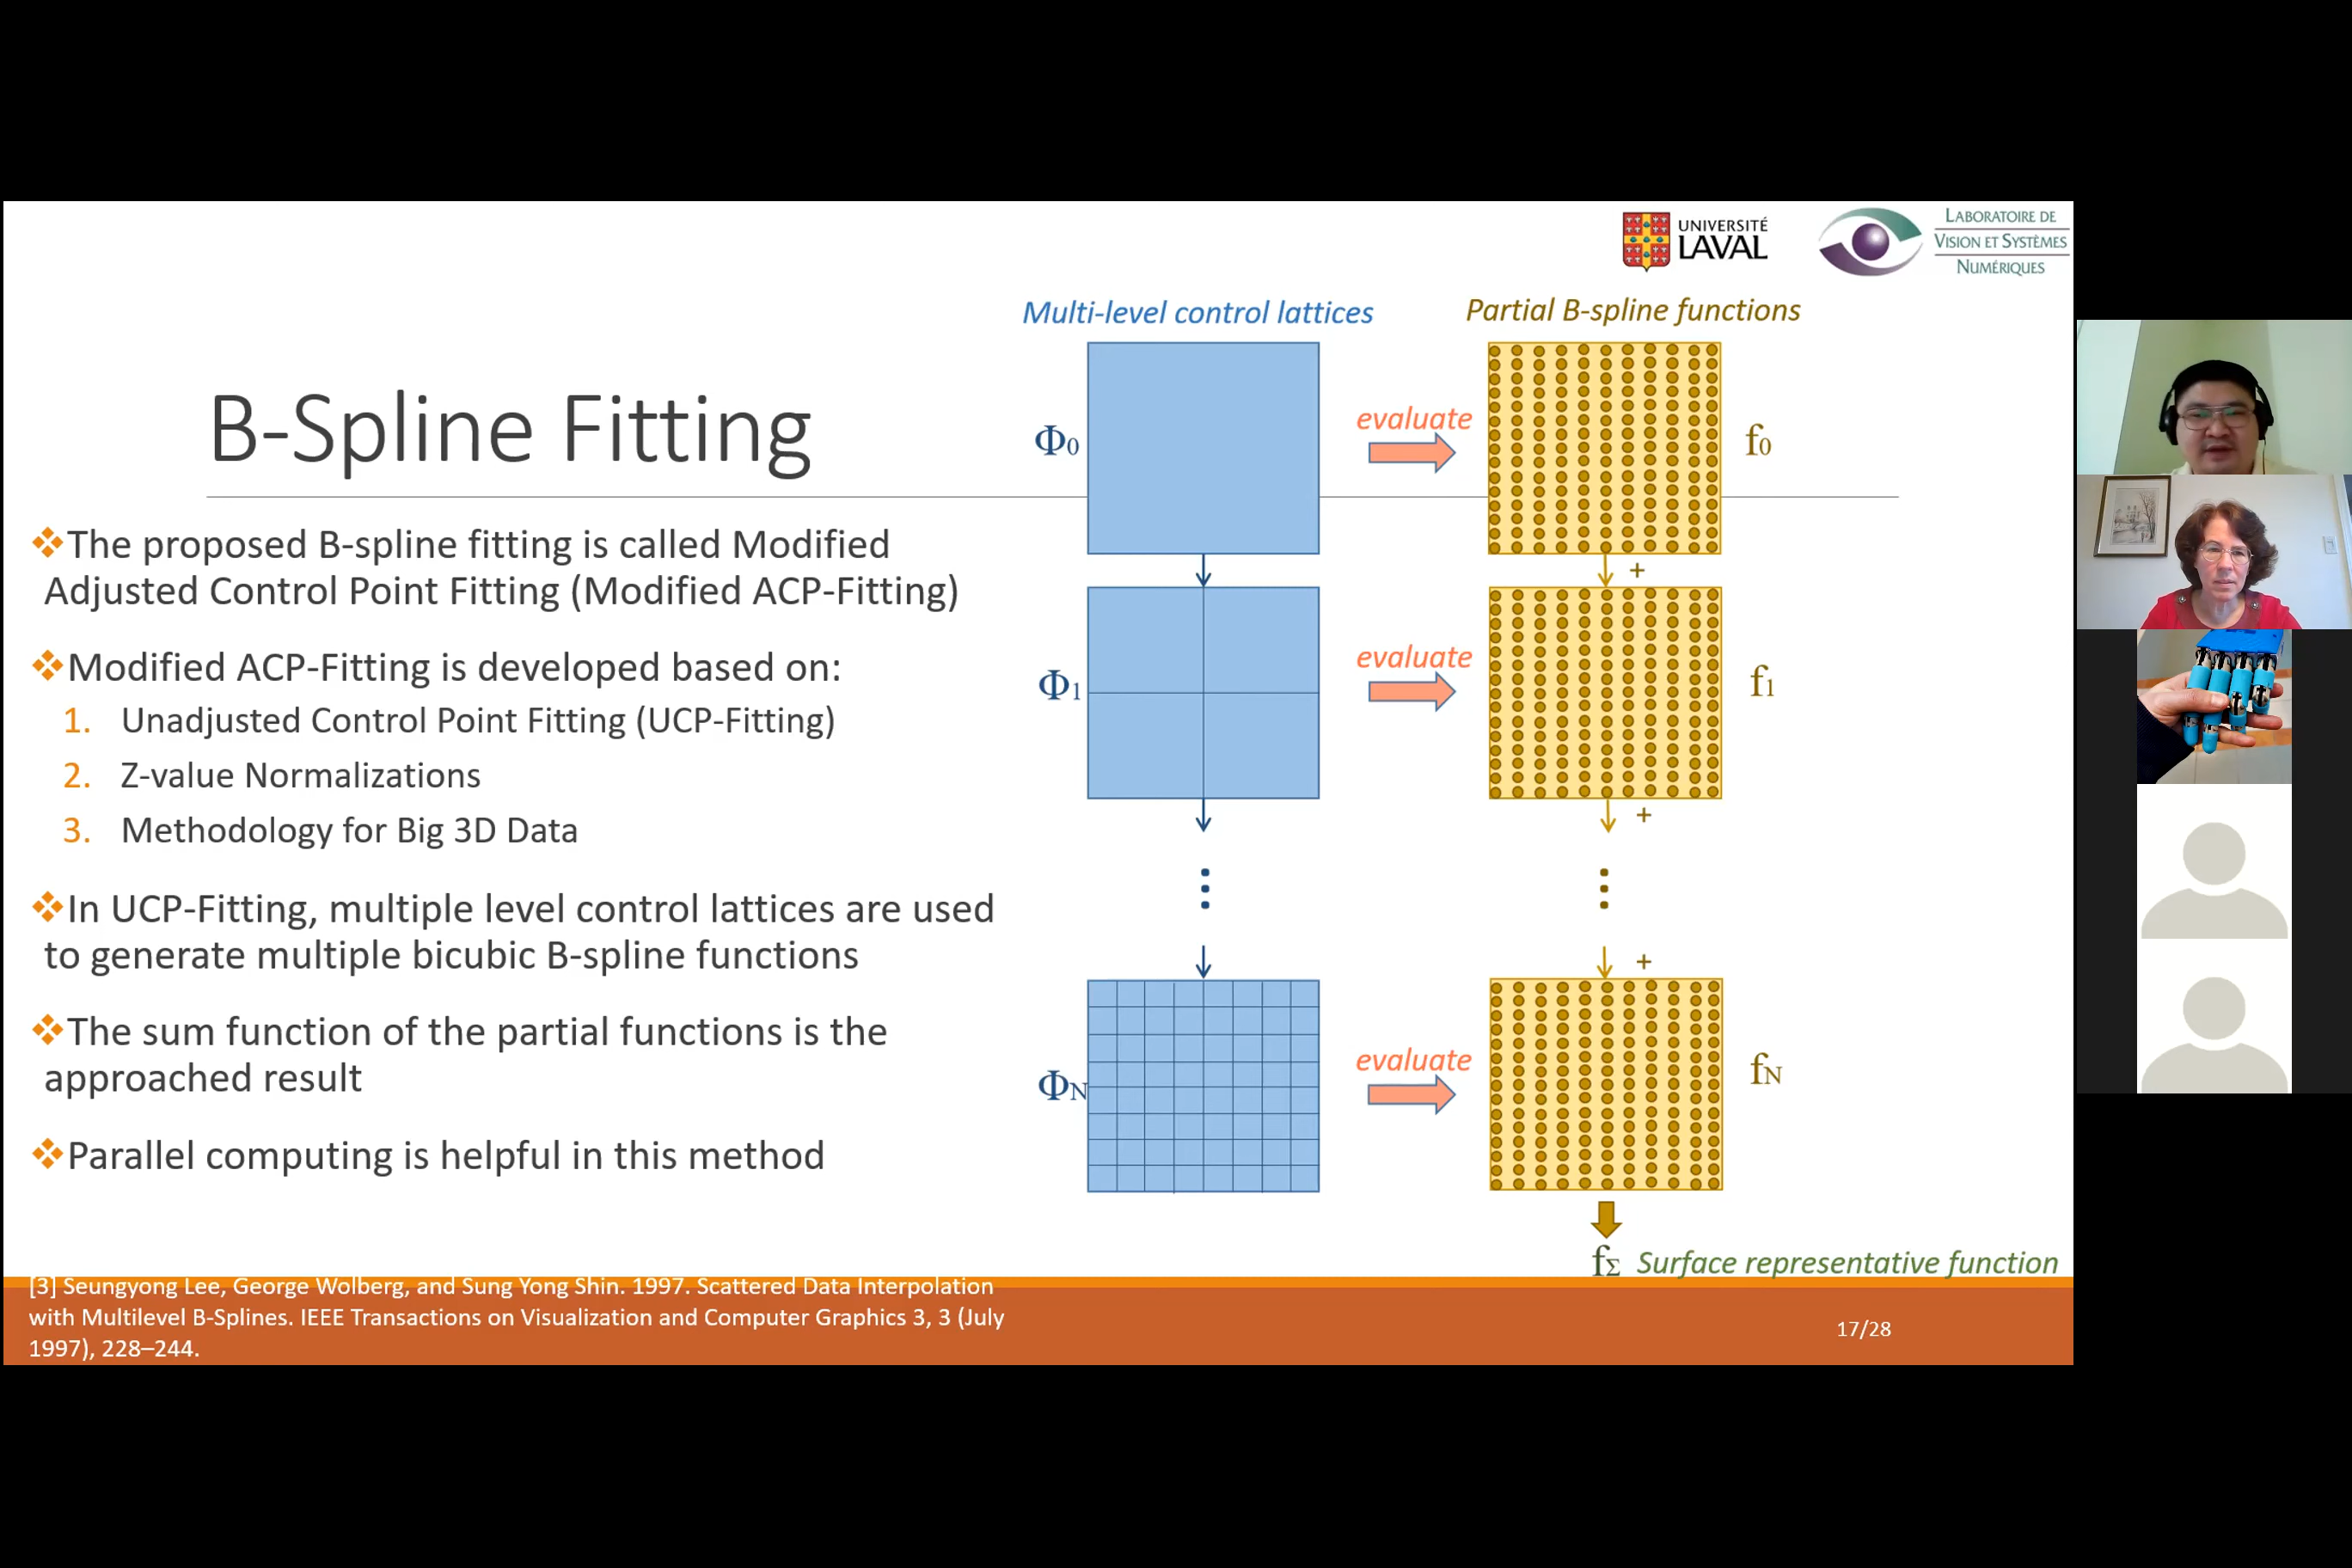 UNIVERSITÉ
LAVAL
LABORATOIRE DE
VISION ET SYSTÈMES
NUMÉRIQUES
B-Spline Fitting
❖The proposed B-spline fitting is called Modified
Adjusted Control Point Fitting (Modified ACP-Fitting)
❖Modified ACP-Fitting is developed based on:
1. Unadjusted Control Point Fitting (UCP-Fitting)
2. Z-value Normalizations
3. Methodology for Big 3D Data
❖In UCP-Fitting, multiple level control lattices are used
to generate multiple bicubic B-spline functions
❖The sum function of the partial functions is the
approached result
❖Parallel computing is helpful in this method
Multi-level control lattices
Partial B-spline functions
Φ0
evaluate
f0
+
Φ1
evaluate
f1
+
+
ΦN
evaluate
fN
fΣ Surface representative function
[3] Seungyong Lee, George Wolberg, and Sung Yong Shin. 1997. Scattered Data Interpolation
with Multilevel B-Splines. IEEE Transactions on Visualization and Computer Graphics 3, 3 (July
1997), 228–244.
17/28